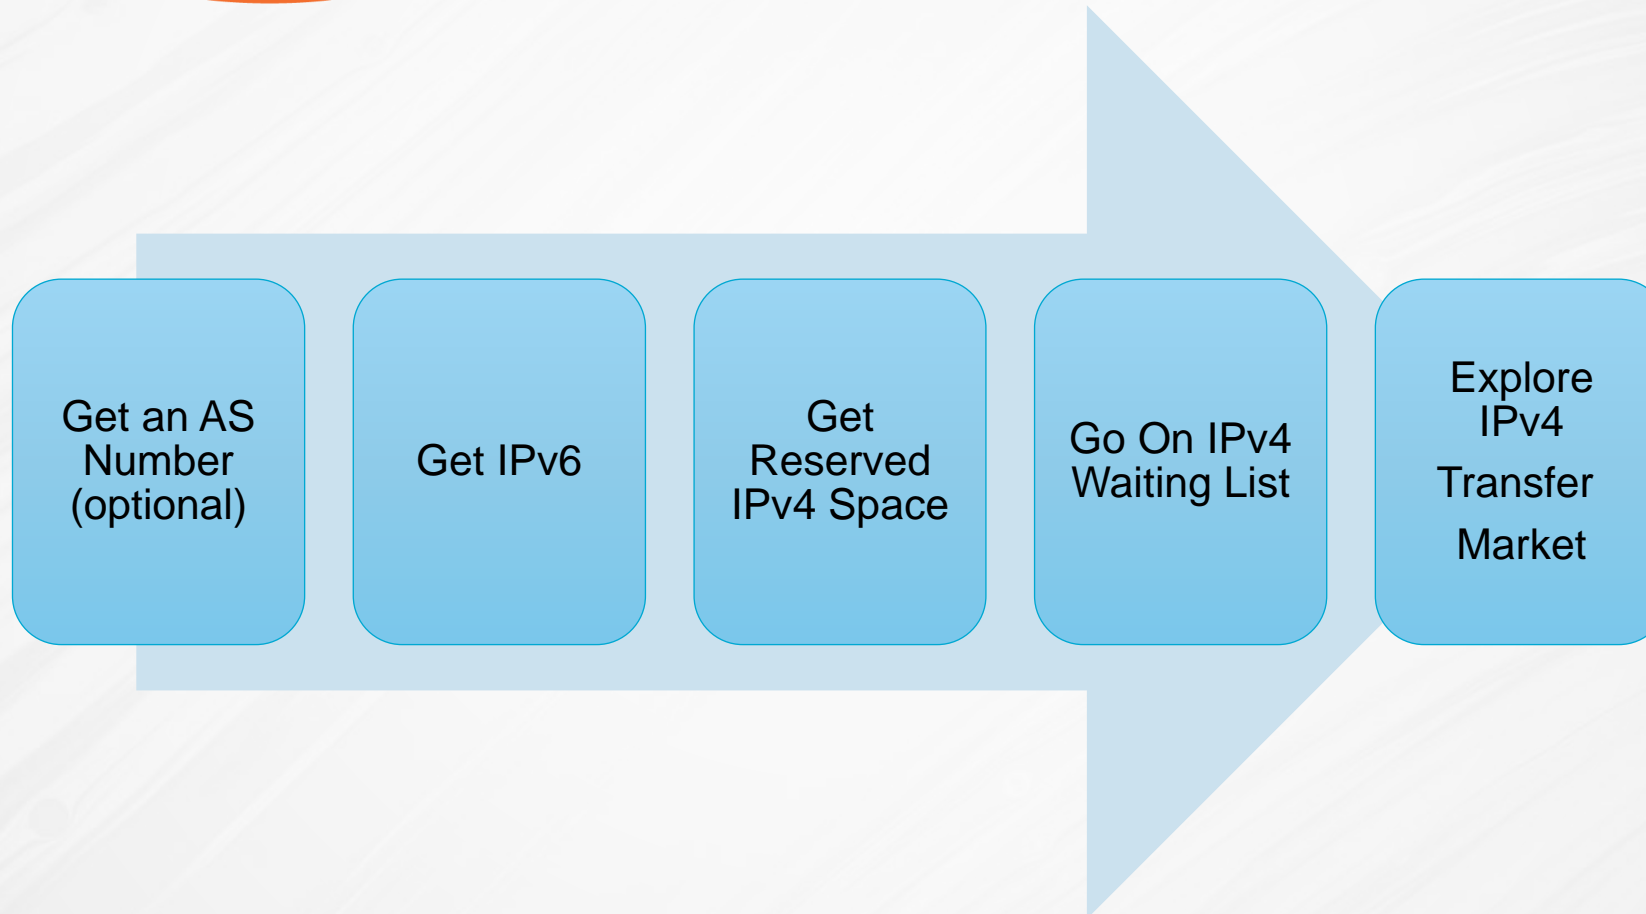 Get an AS
Number
(optional)
Get IPv6
Get
Reserved
IPv4 Space
Go On IPv4
Waiting List
Explore
IPv4
Transfer
Market